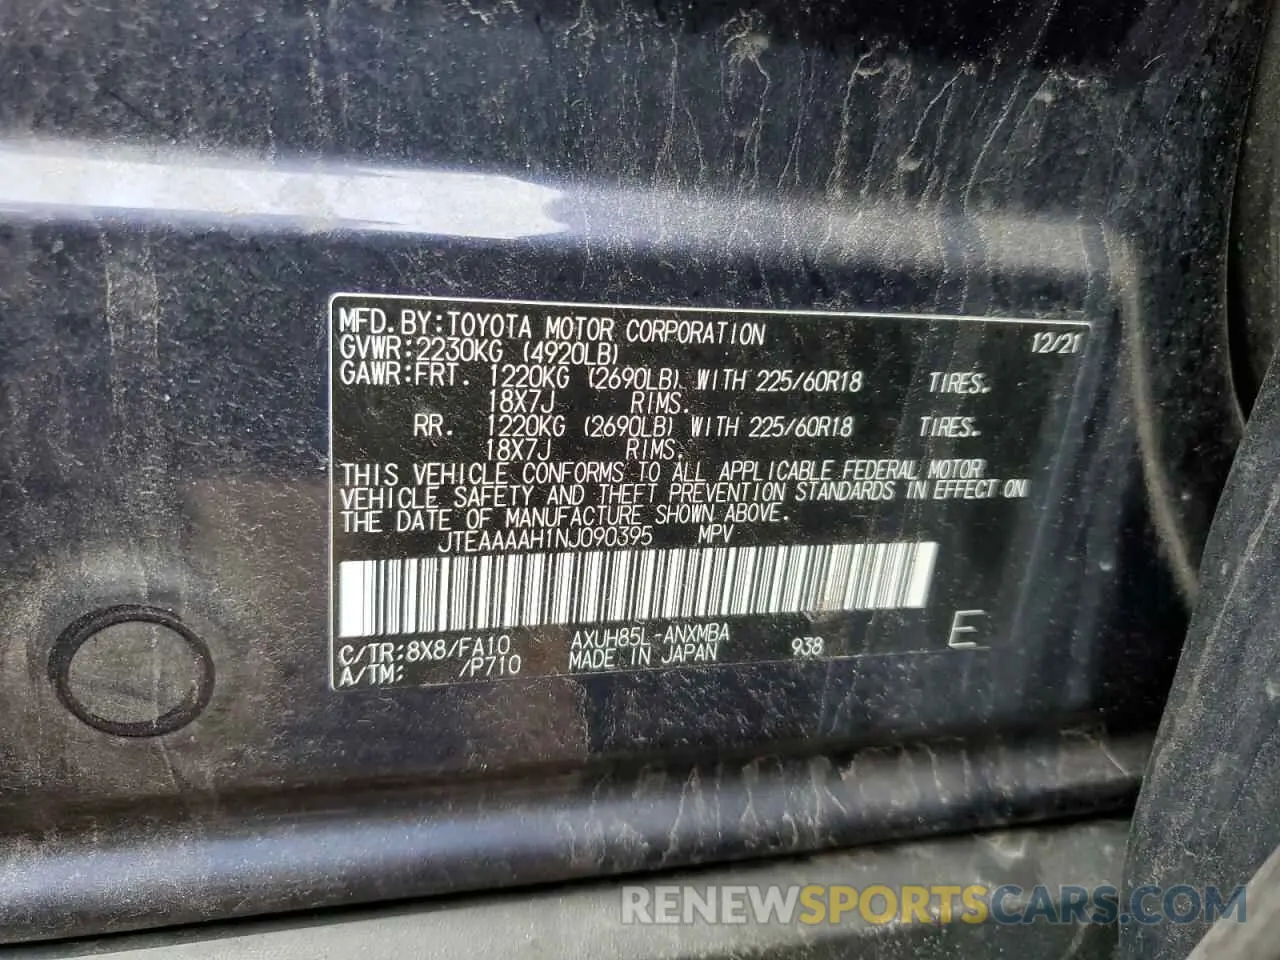 MFD.BY:TOYOTA MOTOR CORPORATION 12/21
GVWR:2230KG (4920LB)
GAWR:FRT. 1220KG (2690LB) WITH 225/60R18 TIRES.
18X7J RIMS.
RR. 1220KG (2690LB) WITH 225/60R18 TIRES.
18X7J RIMS.
THIS VEHICLE CONFORMS TO ALL APPLICABLE FEDERAL MOTOR
VEHICLE SAFETY AND THEFT PREVENTION STANDARDS IN EFFECT ON
THE DATE OF MANUFACTURE SHOWN ABOVE.
JTEAAAAH1NJ090395 MPV
C/TR:8X8/FA10 AXUH85L-ANXMBA 938 E
A/TM: /P710 MADE IN JAPAN
RENEWSPORTSCARS.COM